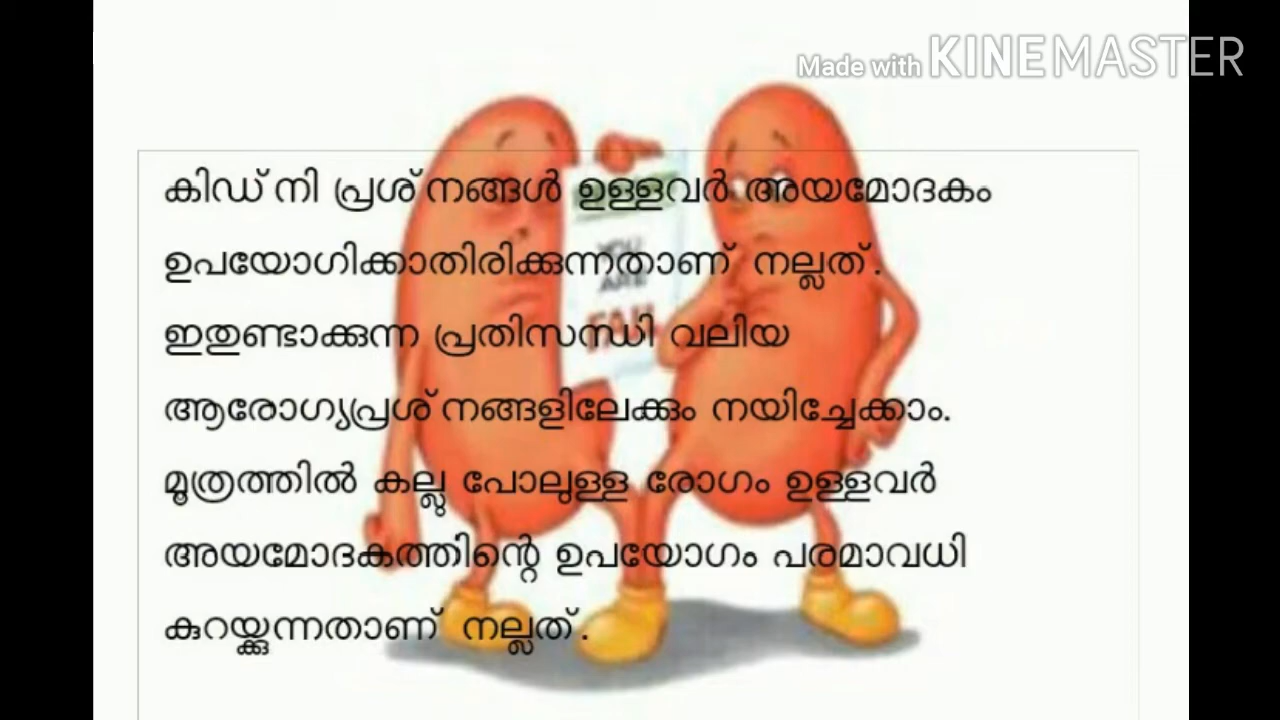 Made with KINEMASTER
കിഡ്‌നി പ്രശ്‌നങ്ങൾ ഉള്ളവർ അയമോദകം
ഉപയോഗിക്കാതിരിക്കുന്നതാണ് നല്ലത്.
ഇതുണ്ടാക്കുന്ന പ്രതിസന്ധി വലിയ
ആരോഗ്യപ്രശ്‌നങ്ങളിലേക്കും നയിച്ചേക്കാം.
മൂത്രത്തിൽ കല്ലു പോലുള്ള രോഗം ഉള്ളവർ
അയമോദകത്തിന്റെ ഉപയോഗം പരമാവധി
കുറയ്ക്കുന്നതാണ് നല്ലത്.